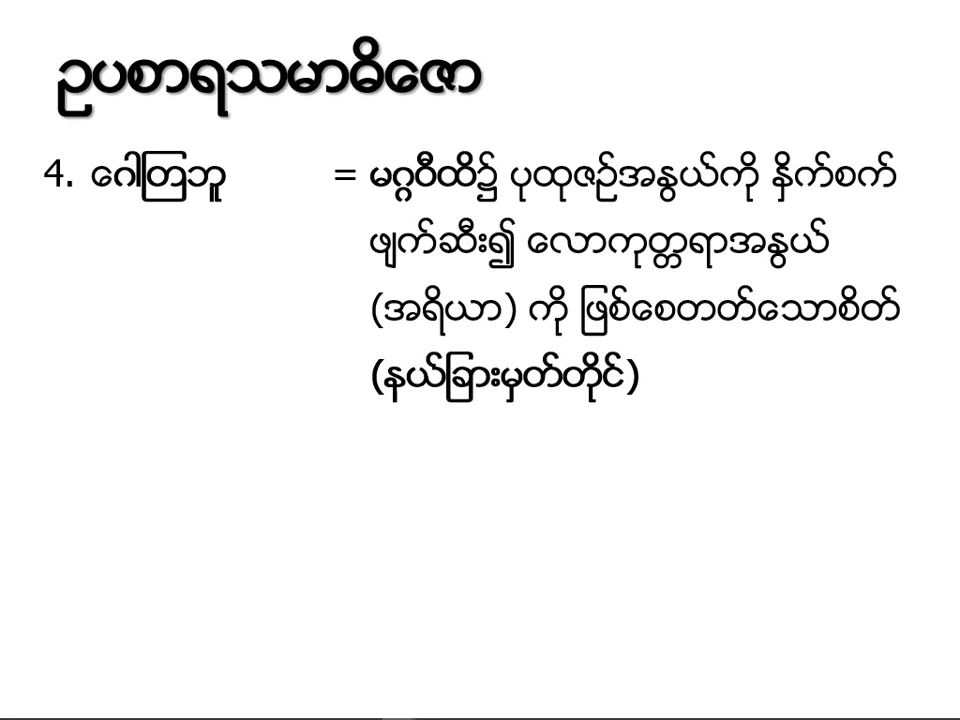 ဥပစာရသမာဓိဇော
4. ဂေါတြဘူ = မဂ္ဂဝီထိ၌ ပုထုဇဉ်အနွယ်ကို နှိက်စက်
ဖျက်ဆီး၍ လောကုတ္တရာအနွယ်
(အရိယာ) ကို ဖြစ်စေတတ်သောစိတ်
(နယ်ခြားမှတ်တိုင်)